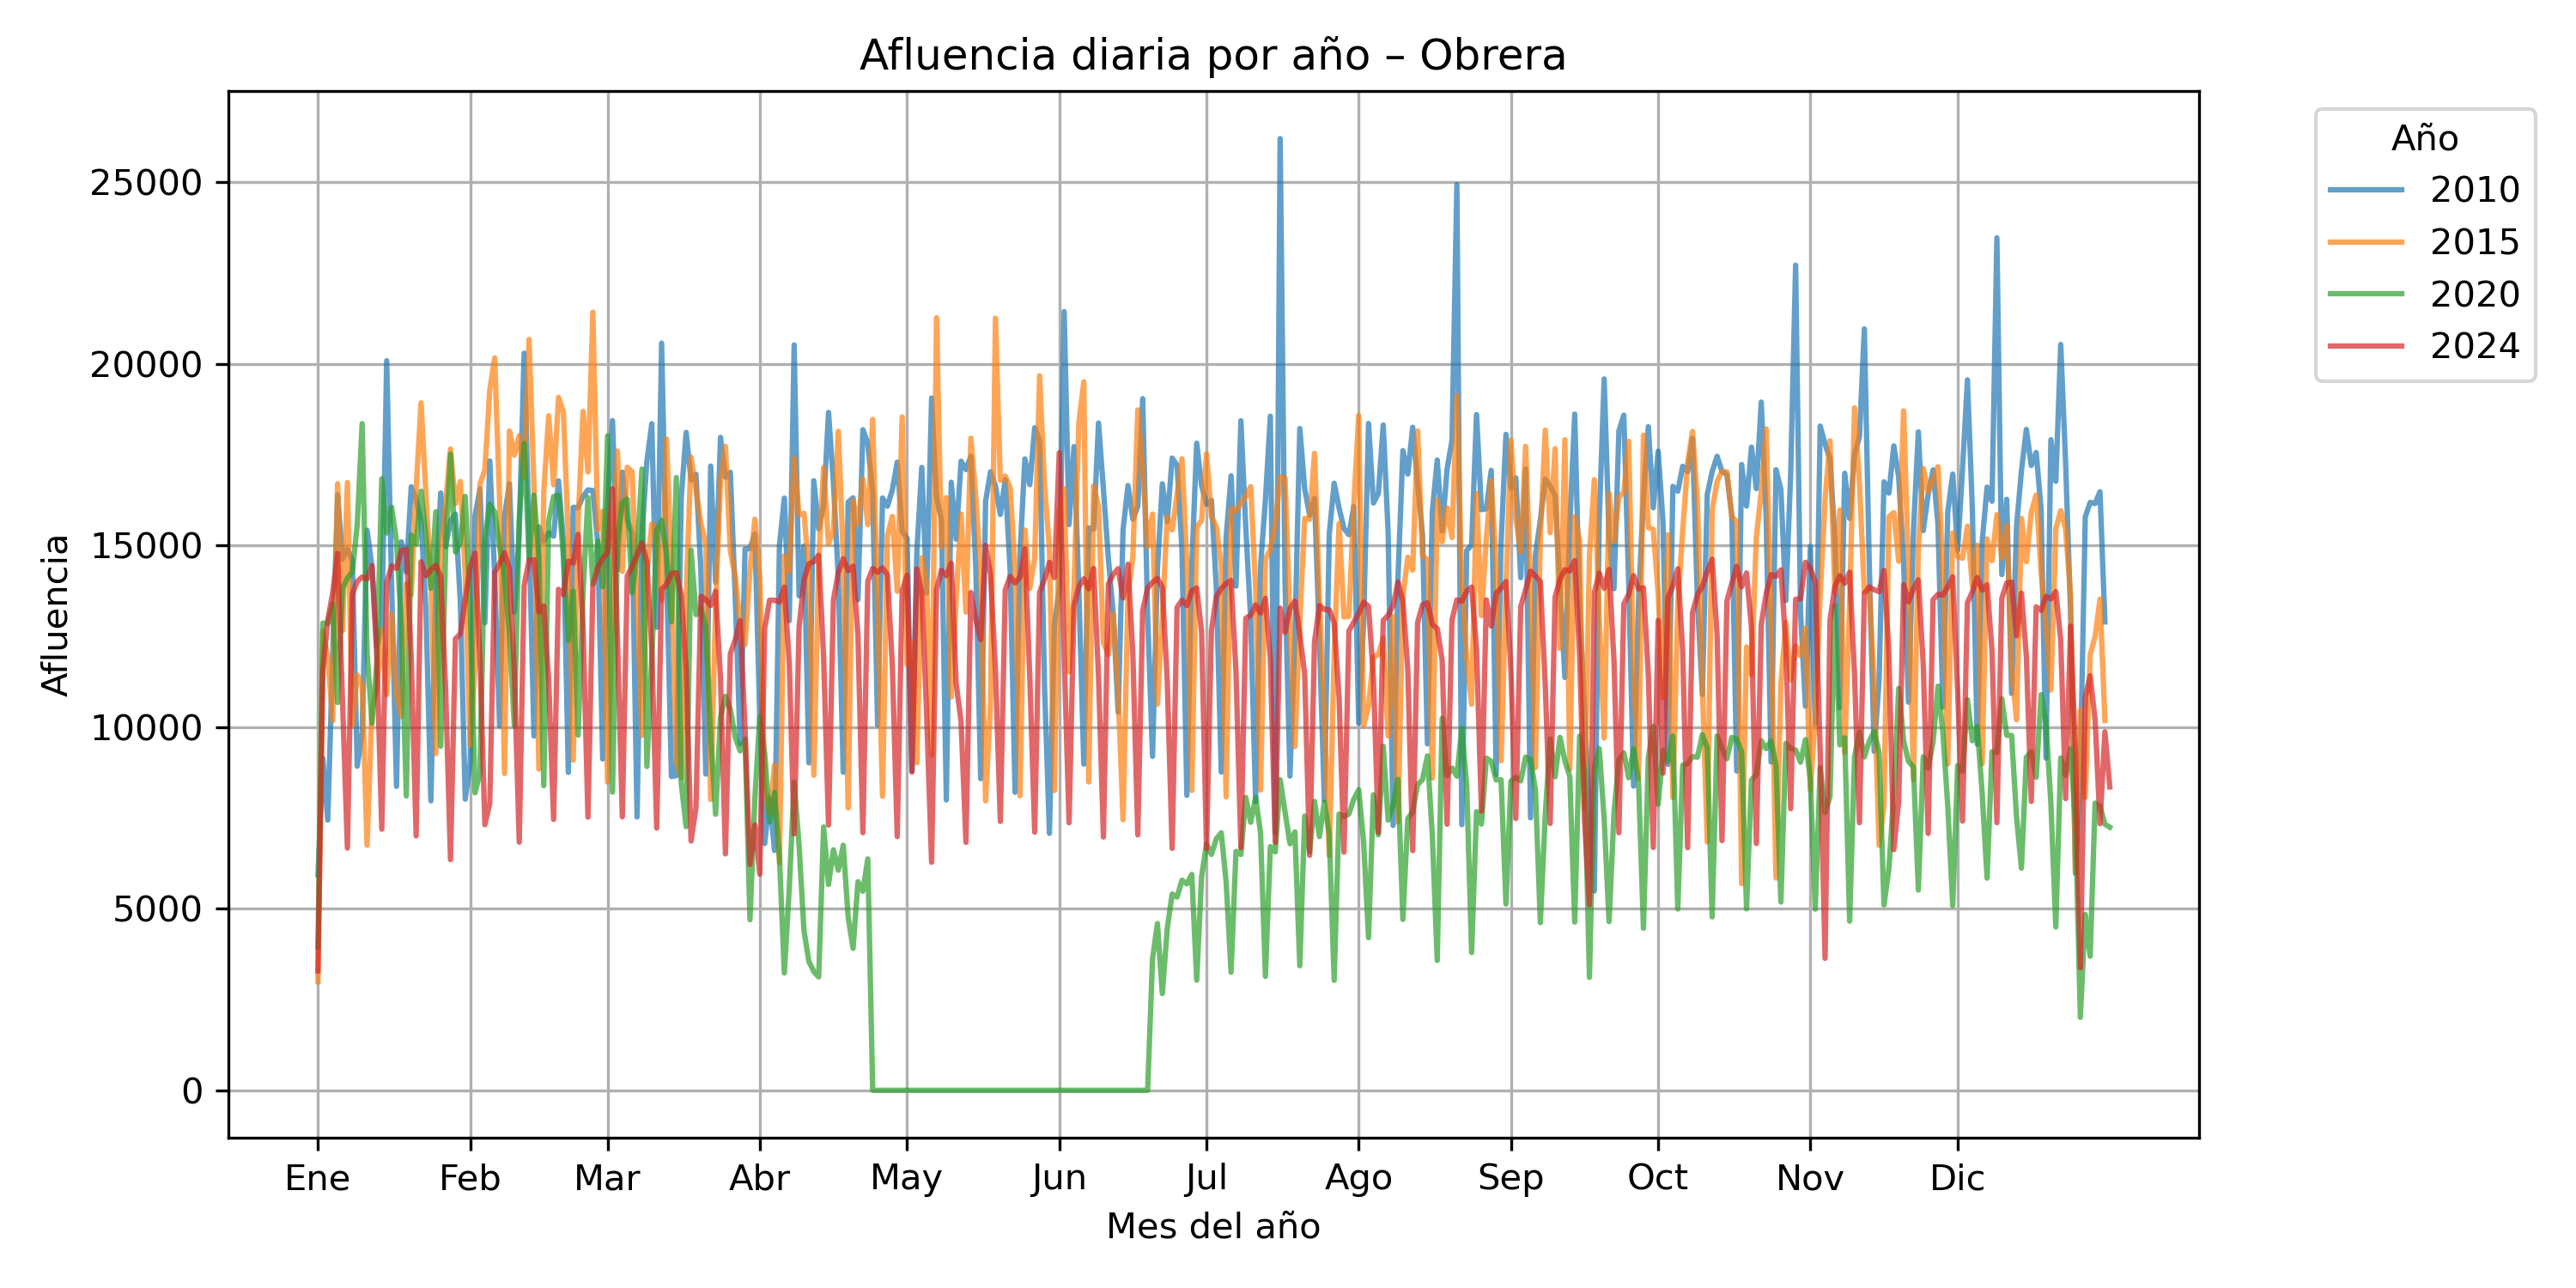 Afluencia diaria por año – Obrera
Año
2010
2015
2020
2024
Afluencia
25000
20000
15000
10000
5000
0
Ene Feb Mar Abr May Jun Jul Ago Sep Oct Nov Dic
Mes del año